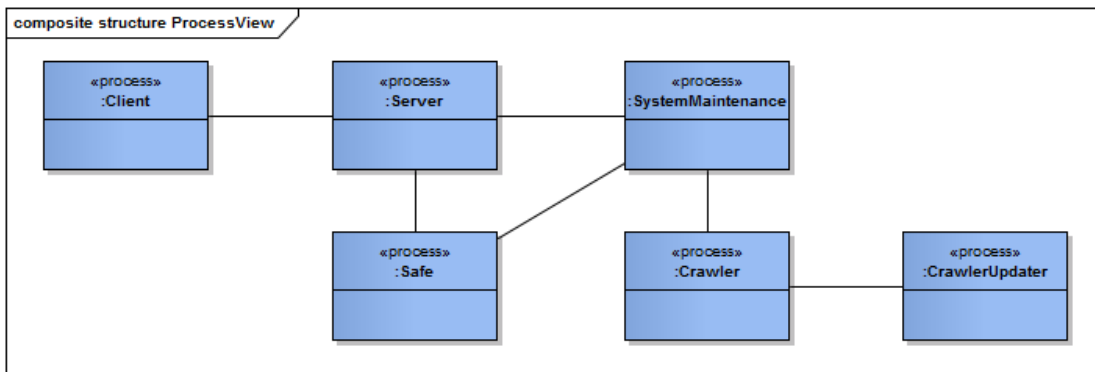 composite structure ProcessView
«process»
:Client
«process»
:Server
«process»
:SystemMaintenance
«process»
:Safe
«process»
:Crawler
«process»
:CrawlerUpdater